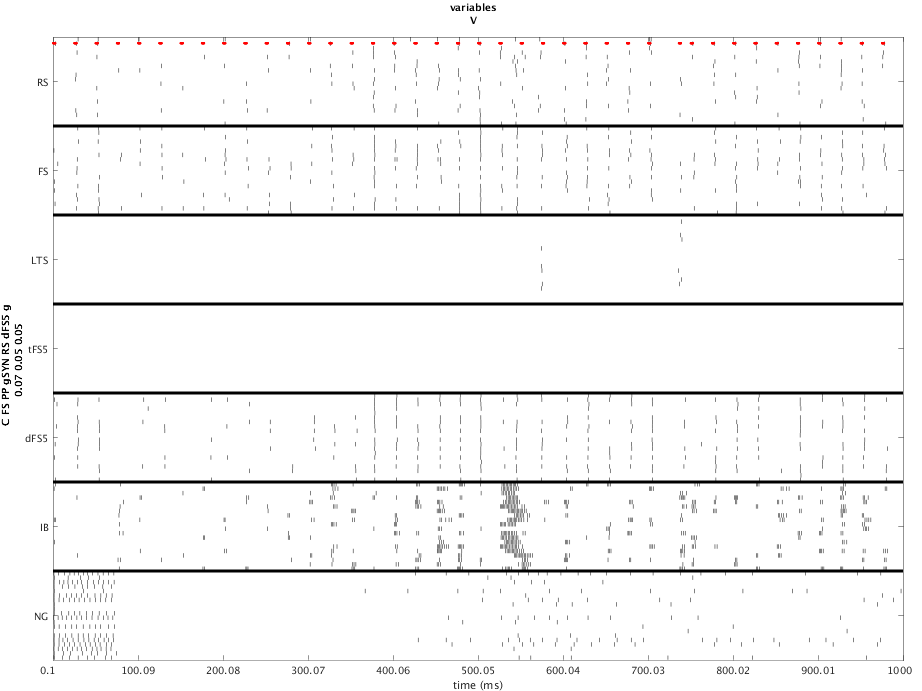 variables
V
RS
FS
LTS
tFS5
dFS5
IB
NG
C FS PP gSYN RS dFS5 g
0.07 0.05 0.05
0.1 100.09 200.08 300.07 400.06 500.05 600.04 700.03 800.02 900.01 1000
time (ms)